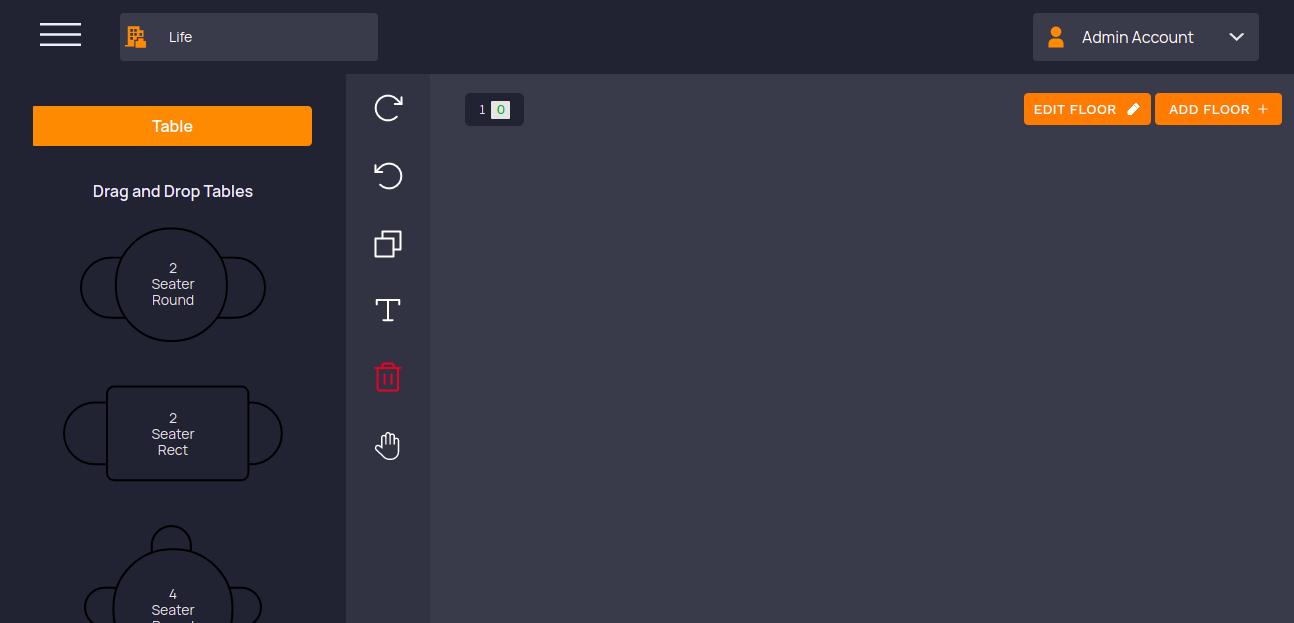 Life
Admin Account
Table
1 0
EDIT FLOOR
ADD FLOOR +
Drag and Drop Tables
2
Seater
Round
2
Seater
Rect
4
Seater